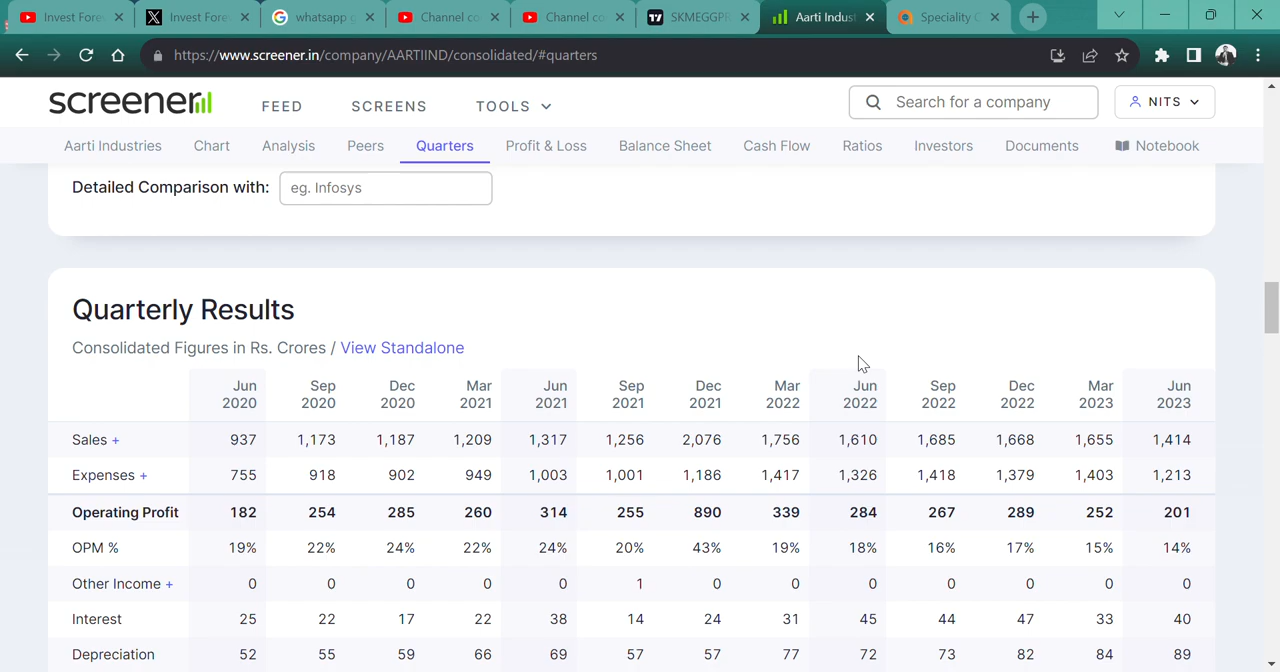 Invest Fore
Invest Fore
whatsapp
Channel co
Channel co
SKMEGGPR
Aarti Indust
Speciality
https://www.screener.in/company/AARTIIND/consolidated/#quarters
screener
FEED
SCREENS
TOOLS
Search for a company
NITS
Aarti Industries
Chart
Analysis
Peers
Quarters
Profit & Loss
Balance Sheet
Cash Flow
Ratios
Investors
Documents
Notebook
Detailed Comparison with: eg. Infosys
Quarterly Results
Consolidated Figures in Rs. Crores / View Standalone
Jun Sep Dec Mar Jun Sep Dec Mar Jun Sep Dec Mar Jun
2020 2020 2020 2021 2021 2021 2021 2022 2022 2022 2022 2023 2023
Sales + 937 1,173 1,187 1,209 1,317 1,256 2,076 1,756 1,610 1,685 1,668 1,655 1,414
Expenses + 755 918 902 949 1,003 1,001 1,186 1,417 1,326 1,418 1,379 1,403 1,213
Operating Profit 182 254 285 260 314 255 890 339 284 267 289 252 201
OPM % 19% 22% 24% 22% 24% 20% 43% 19% 18% 16% 17% 15% 14%
Other Income + 0 0 0 0 0 1 0 0 0 0 0 0 0
Interest 25 22 17 22 38 14 24 31 45 44 47 33 40
Depreciation 52 55 59 66 69 57 57 77 72 73 82 84 89